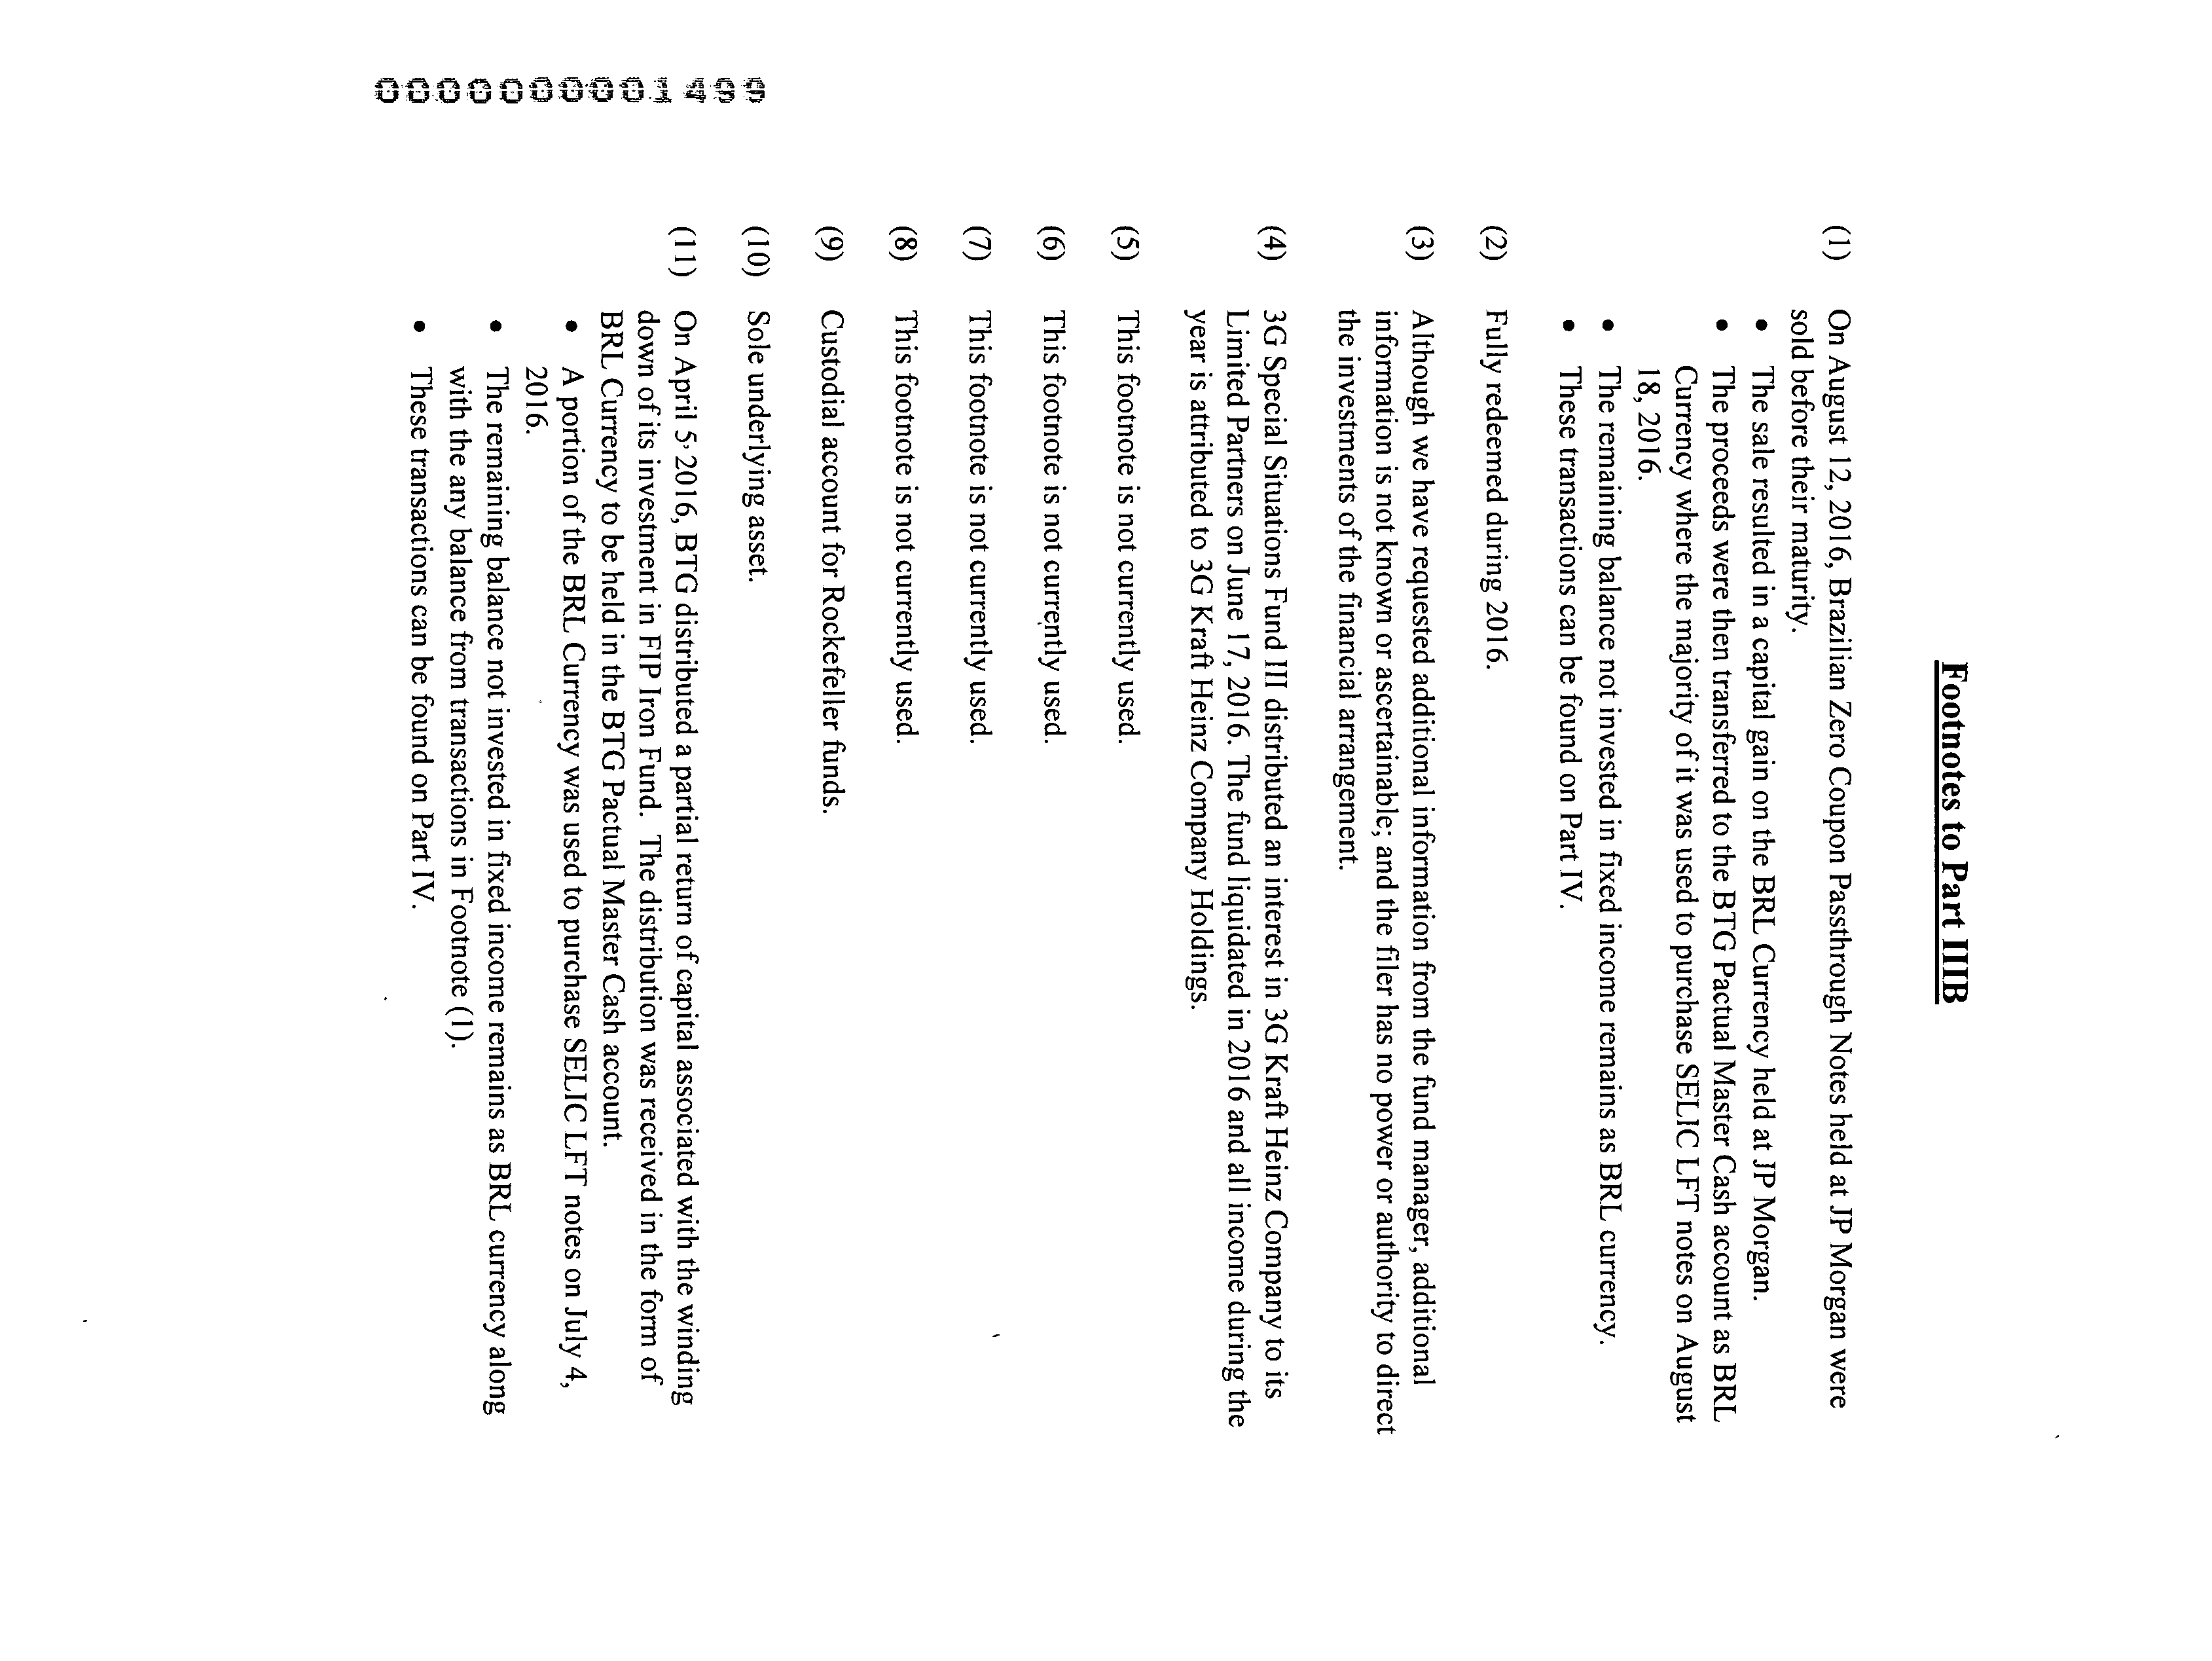 Footnotes to Part IIIB
(1) On August 12, 2016, Brazilian Zero Coupon Passthrough Notes held at JP Morgan were
sold before their maturity.
• The sale resulted in a capital gain on the BRL Currency held at JP Morgan.
• The proceeds were then transferred to the BTG Pactual Master Cash account as BRL
Currency where the majority of it was used to purchase SELIC LFT notes on August
18, 2016.
• The remaining balance not invested in fixed income remains as BRL currency.
• These transactions can be found on Part IV.
(2) Fully redeemed during 2016.
(3) Although we have requested additional information from the fund manager, additional
information is not known or ascertainable; and the filer has no power or authority to direct
the investments of the financial arrangement.
(4) 3G Special Situations Fund III distributed an interest in 3G Kraft Heinz Company to its
Limited Partners on June 17, 2016. The fund liquidated in 2016 and all income during the
year is attributed to 3G Kraft Heinz Company Holdings.
(5) This footnote is not currently used.
(6) This footnote is not currently used.
(7) This footnote is not currently used.
(8) This footnote is not currently used.
(9) Custodial account for Rockefeller funds.
(10) Sole underlying asset.
(11) On April 5, 2016, BTG distributed a partial return of capital associated with the winding
down of its investment in FIP Iron Fund. The distribution was received in the form of
BRL Currency to be held in the BTG Pactual Master Cash account.
• A portion of the BRL Currency was used to purchase SELIC LFT notes on July 4,
2016.
• The remaining balance not invested in fixed income remains as BRL currency along
with the any balance from transactions in Footnote (1).
• These transactions can be found on Part IV.